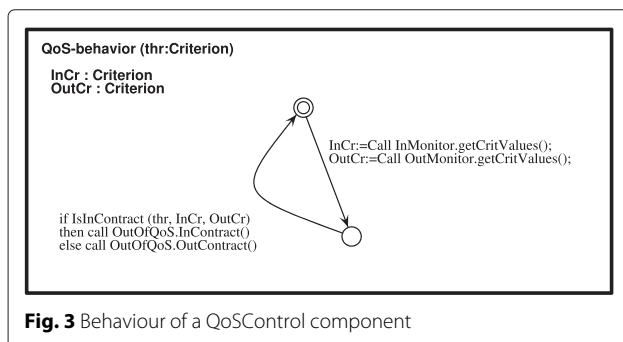 QoS-behavior (thr:Criterion)
InCr : Criterion
OutCr : Criterion
InCr:=Call InMonitor.getCritValues();
OutCr:=Call OutMonitor.getCritValues();
if IsInContract (thr, InCr, OutCr)
then call OutOfQoS.InContract()
else call OutOfQoS.OutContract()
Fig. 3 Behaviour of a QoSControl component